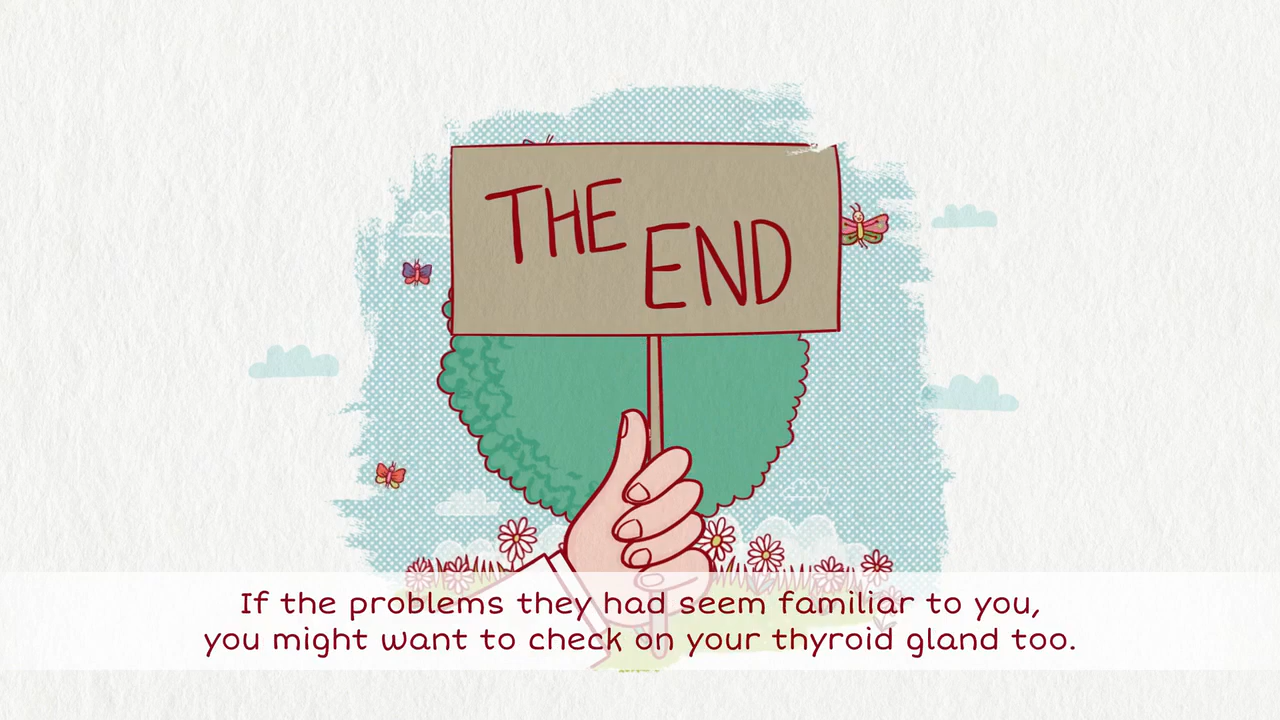 THE
END
If the problems they had seem familiar to you,
you might want to check on your thyroid gland too.